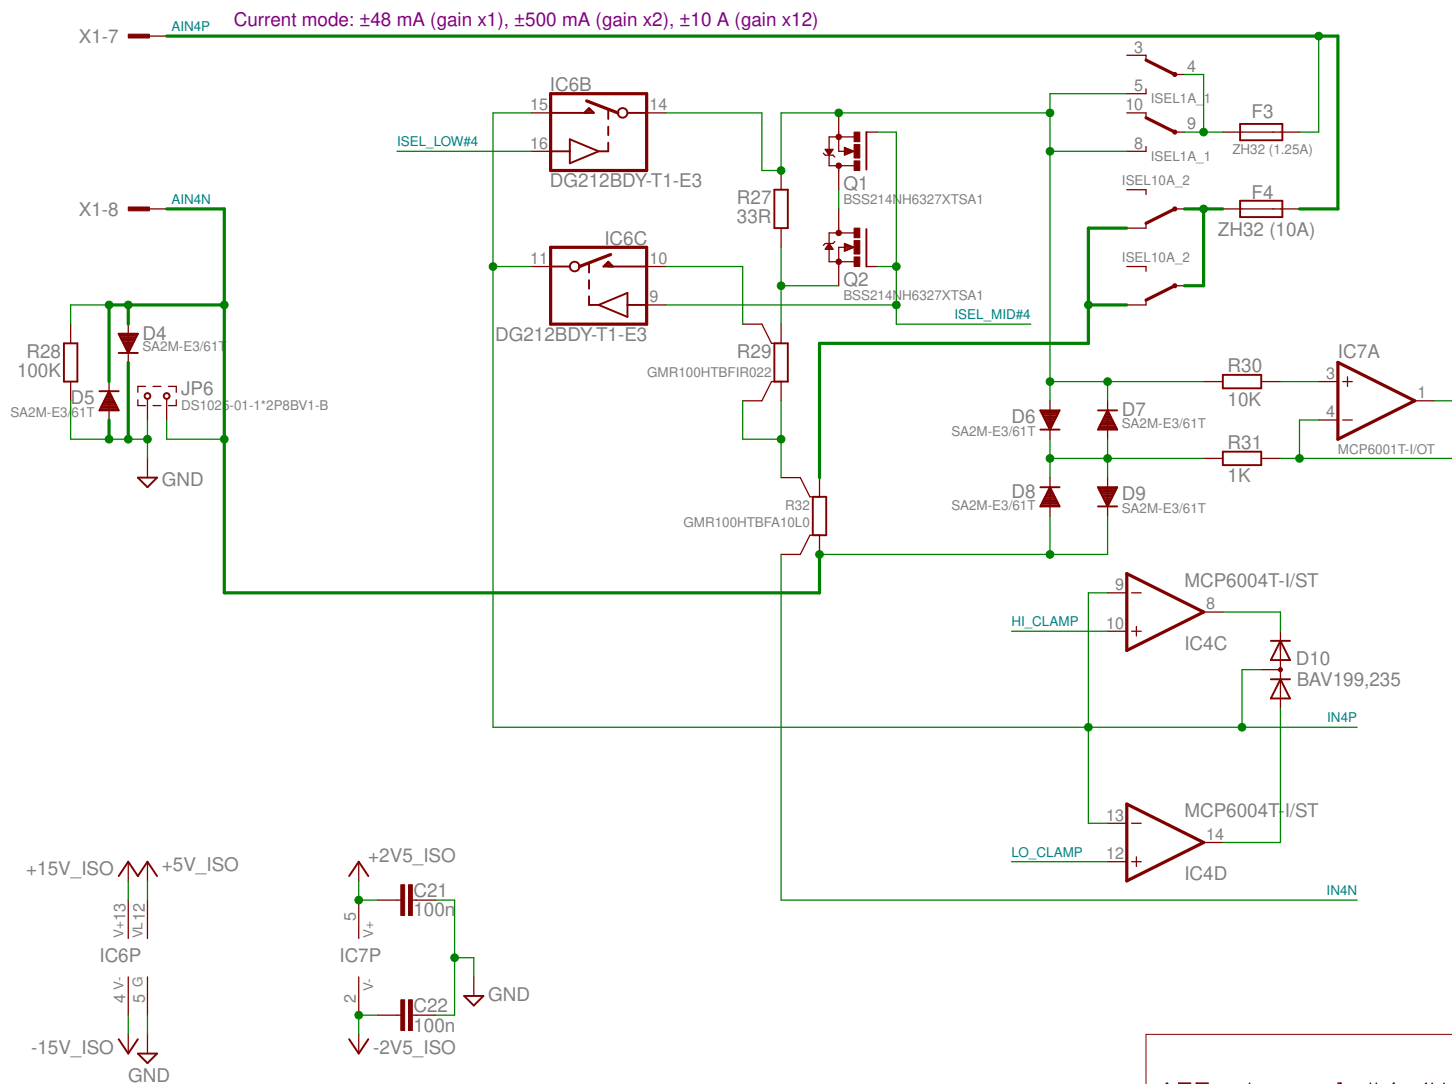 Current mode: ±48 mA (gain x1), ±500 mA (gain x2), ±10 A (gain x12)
X1-7
AIN4P
3
4
5
ISEL1A_1
10
9
8
ISEL1A_1
F3
ZH32 (1.25A)
IC6B
15
14
16
ISEL_LOW#4
DG212BDY-T1-E3
Q1
BSS214NH6327XTSA1
R27
33R
X1-8
AIN4N
ISEL10A_2
F4
ZH32 (10A)
ISEL10A_2
IC6C
11
10
9
DG212BDY-T1-E3
Q2
BSS214NH6327XTSA1
ISEL_MID#4
R28
100K
D4
SA2M-E3/61T
D5
SA2M-E3/61T
JP6
DS1025-01-1*2P8BV1-B
GND
R29
GMR100HTBFIR022
R30
10K
IC7A
3
4
1
MCP6001T-I/OT
D6
SA2M-E3/61T
D7
SA2M-E3/61T
R31
1K
D8
SA2M-E3/61T
D9
SA2M-E3/61T
R32
GMR100HTBFA10L0
MCP6004T-I/ST
9
8
HI_CLAMP
10
IC4C
D10
BAV199,235
IN4P
MCP6004T-I/ST
13
14
LO_CLAMP
12
IC4D
IN4N
+15V_ISO
+5V_ISO
V+ 13
VL 12
IC6P
4 V-
5 G
-15V_ISO
GND
+2V5_ISO
C21
100n
5
V+
IC7P
2
V-
C22
100n
GND
-2V5_ISO